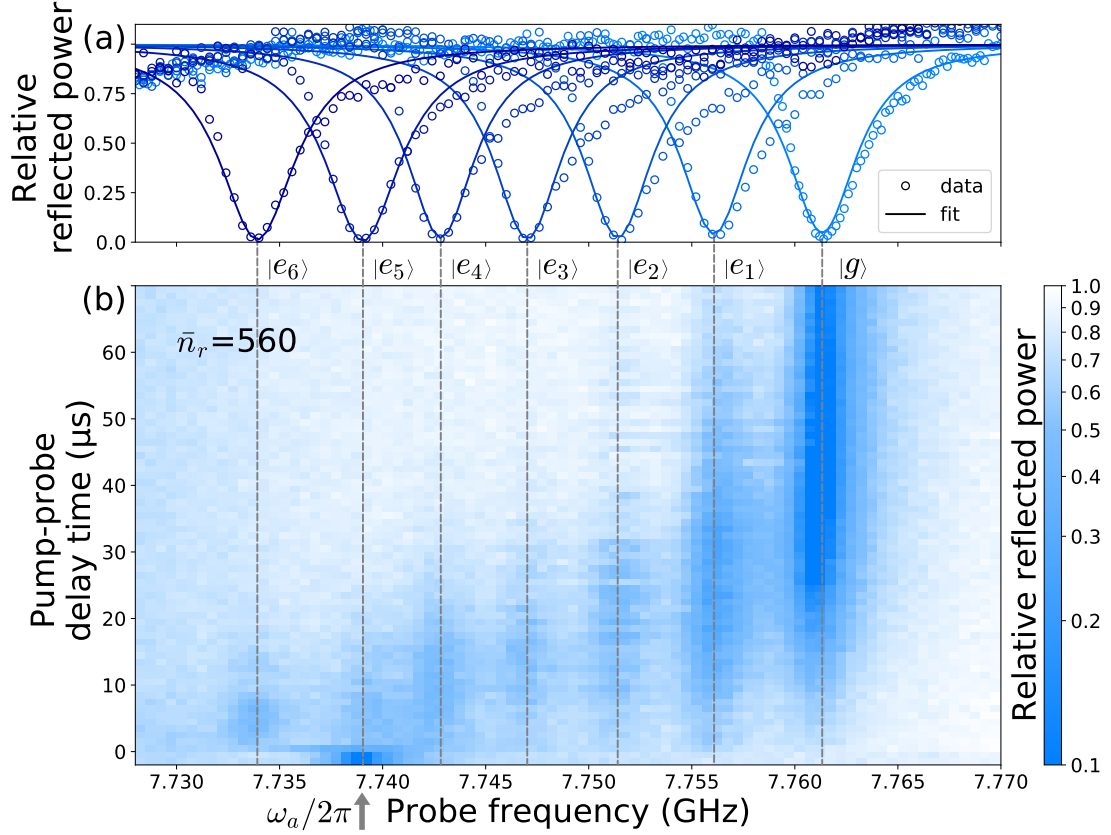 (a)
Relative
reflected power
0.75
0.50
0.25
0.0
data
fit
|e₆⟩ |e₅⟩ |e₄⟩ |e₃⟩ |e₂⟩ |e₁⟩ |g⟩
(b)
n̄ᵣ=560
Pump-probe
delay time (μs)
60
50
40
30
20
10
0
7.730 7.735 7.740 7.745 7.750 7.755 7.760 7.765 7.770
ωₐ/2π
Probe frequency (GHz)
Relative reflected power
1.0
0.9
0.8
0.7
0.6
0.5
0.4
0.3
0.2
0.1